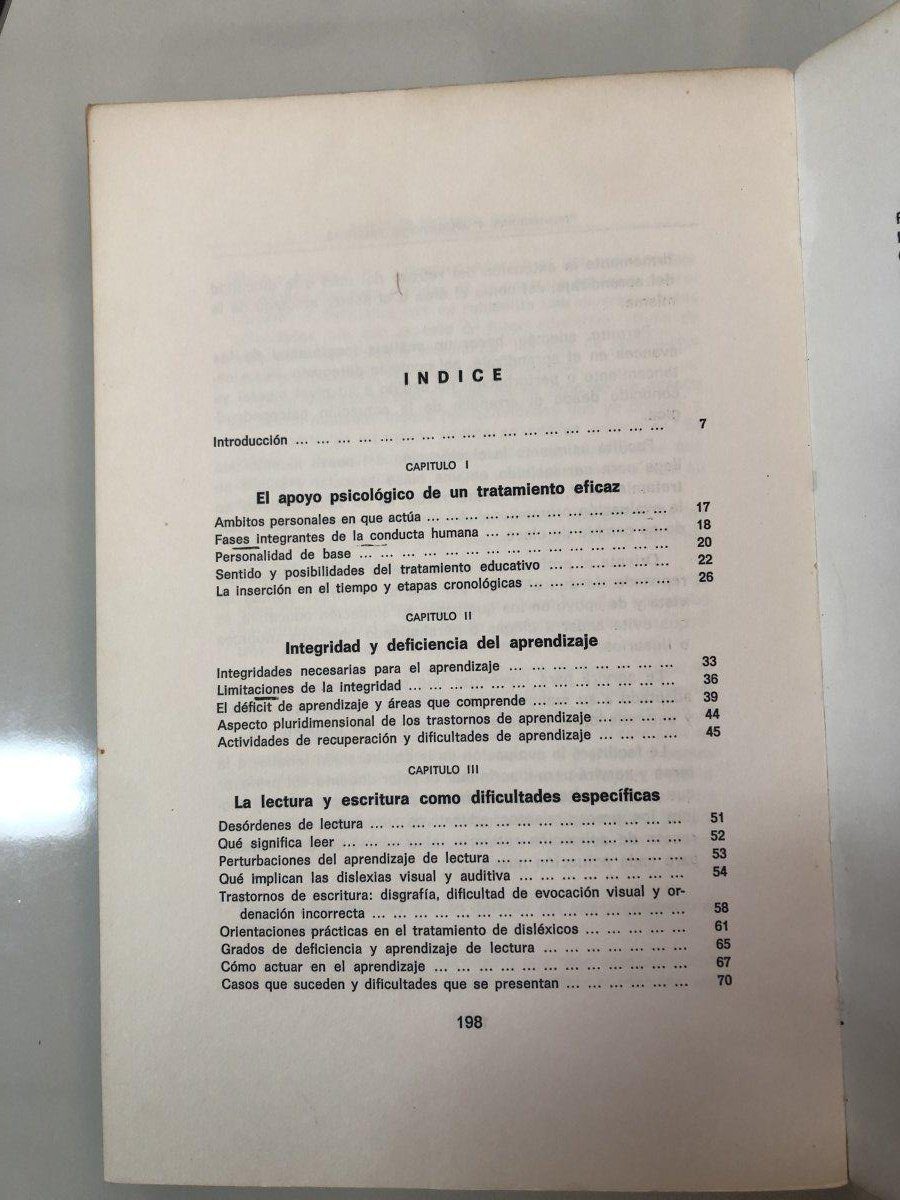 INDICE
Introducción ... ... ... ... ... ... ... ... ... ... ... ... ... ... ... ... ... ... 7
CAPITULO I
El apoyo psicológico de un tratamiento eficaz
Ambitos personales en que actúa ... ... ... ... ... ... ... ... ... ... ... ... 17
Fases integrantes de la conducta humana ... ... ... ... ... ... ... ... ... 18
Personalidad de base ... ... ... ... ... ... ... ... ... ... ... ... ... ... ... 20
Sentido y posibilidades del tratamiento educativo ... ... ... ... ... ... 22
La inserción en el tiempo y etapas cronológicas ... ... ... ... ... ... ... 26
CAPITULO II
Integridad y deficiencia del aprendizaje
Integridades necesarias para el aprendizaje ... ... ... ... ... ... ... ... 33
Limitaciones de la integridad ... ... ... ... ... ... ... ... ... ... ... ... ... 36
El déficit de aprendizaje y áreas que comprende ... ... ... ... ... ... ... 39
Aspecto pluridimensional de los trastornos de aprendizaje ... ... ... ... 44
Actividades de recuperación y dificultades de aprendizaje ... ... ... ... 45
CAPITULO III
La lectura y escritura como dificultades específicas
Desórdenes de lectura ... ... ... ... ... ... ... ... ... ... ... ... ... ... ... 51
Qué significa leer ... ... ... ... ... ... ... ... ... ... ... ... ... ... ... ... 52
Perturbaciones del aprendizaje de lectura ... ... ... ... ... ... ... ... ... 53
Qué implican las dislexias visual y auditiva ... ... ... ... ... ... ... ... 54
Trastornos de escritura: disgrafía, dificultad de evocación visual y or-
denación incorrecta ... ... ... ... ... ... ... ... ... ... ... ... ... ... ... 58
Orientaciones prácticas en el tratamiento de disléxicos ... ... ... ... ... 61
Grados de deficiencia y aprendizaje de lectura ... ... ... ... ... ... ... 65
Cómo actuar en el aprendizaje ... ... ... ... ... ... ... ... ... ... ... ... 67
Casos que suceden y dificultades que se presentan ... ... ... ... ... ... 70
198